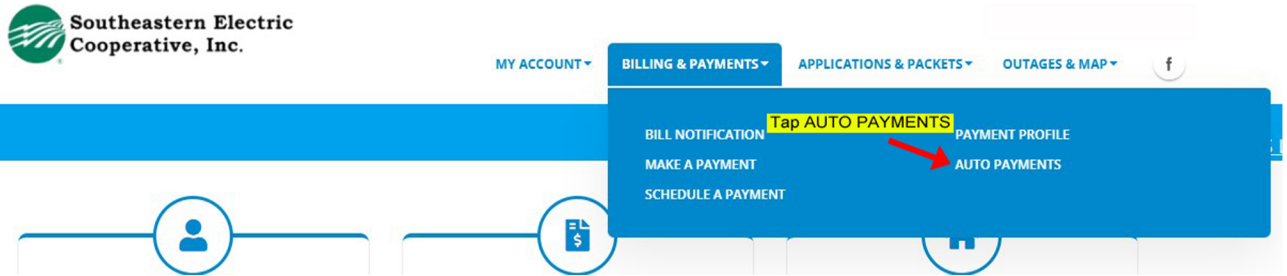 Southeastern Electric
Cooperative, Inc.
MY ACCOUNT
BILLING & PAYMENTS
APPLICATIONS & PACKETS
OUTAGES & MAP
f
Tap AUTO PAYMENTS
BILL NOTIFICATION
PAYMENT PROFILE
MAKE A PAYMENT
AUTO PAYMENTS
SCHEDULE A PAYMENT
$